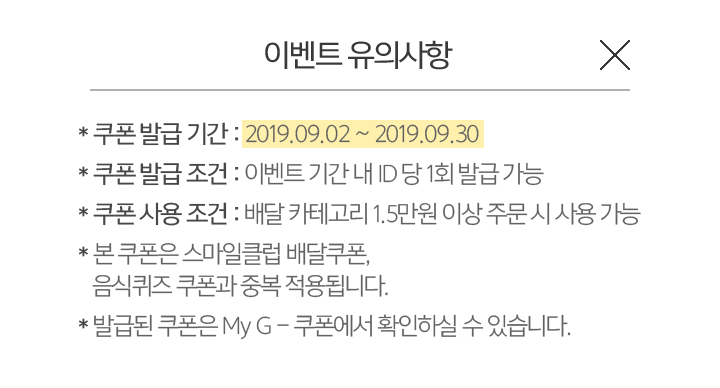 이벤트 유의사항
* 쿠폰 발급 기간 : 2019.09.02 ~ 2019.09.30
* 쿠폰 발급 조건 : 이벤트 기간 내 ID 당 1회 발급 가능
* 쿠폰 사용 조건 : 배달 카테고리 1.5만원 이상 주문 시 사용 가능
* 본 쿠폰은 스마일클럽 배달쿠폰,
음식퀴즈 쿠폰과 중복 적용됩니다.
* 발급된 쿠폰은 My G – 쿠폰에서 확인하실 수 있습니다.